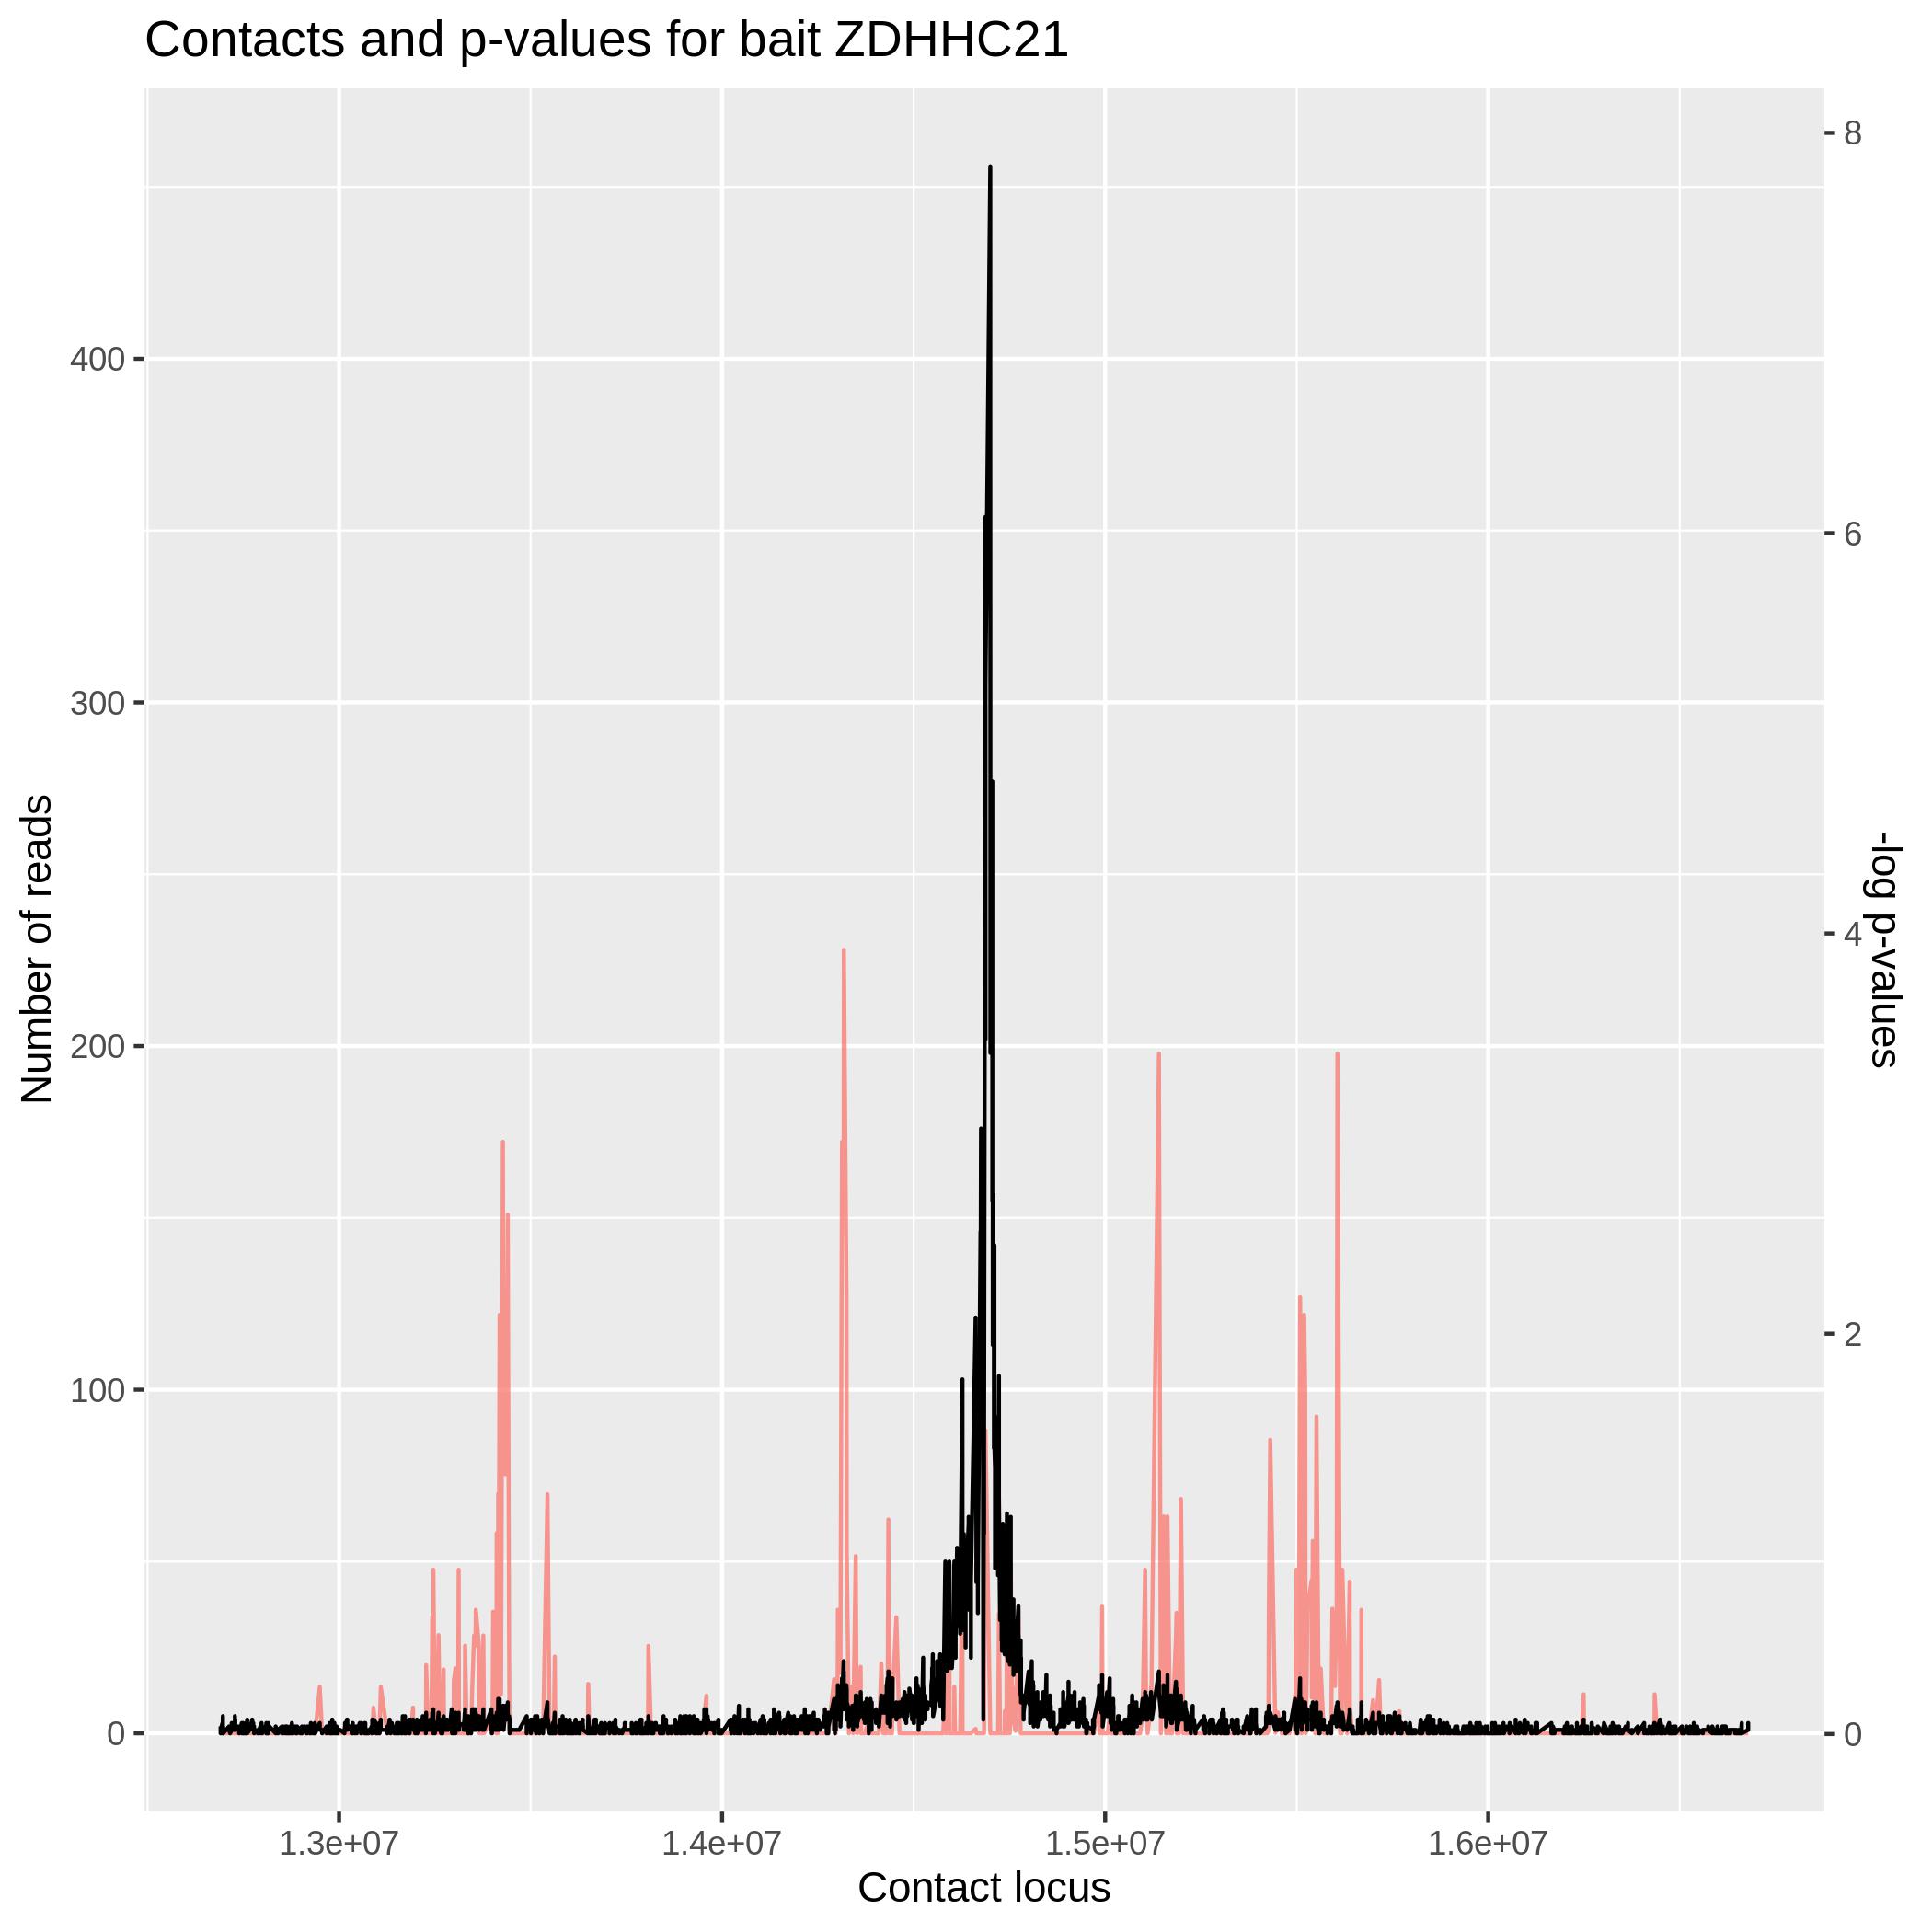 Contacts and p-values for bait ZDHHC21
Number of reads
400
300
200
100
0
8
6
4
2
0
-log p-values
1.3e+07
1.4e+07
1.5e+07
1.6e+07
Contact locus